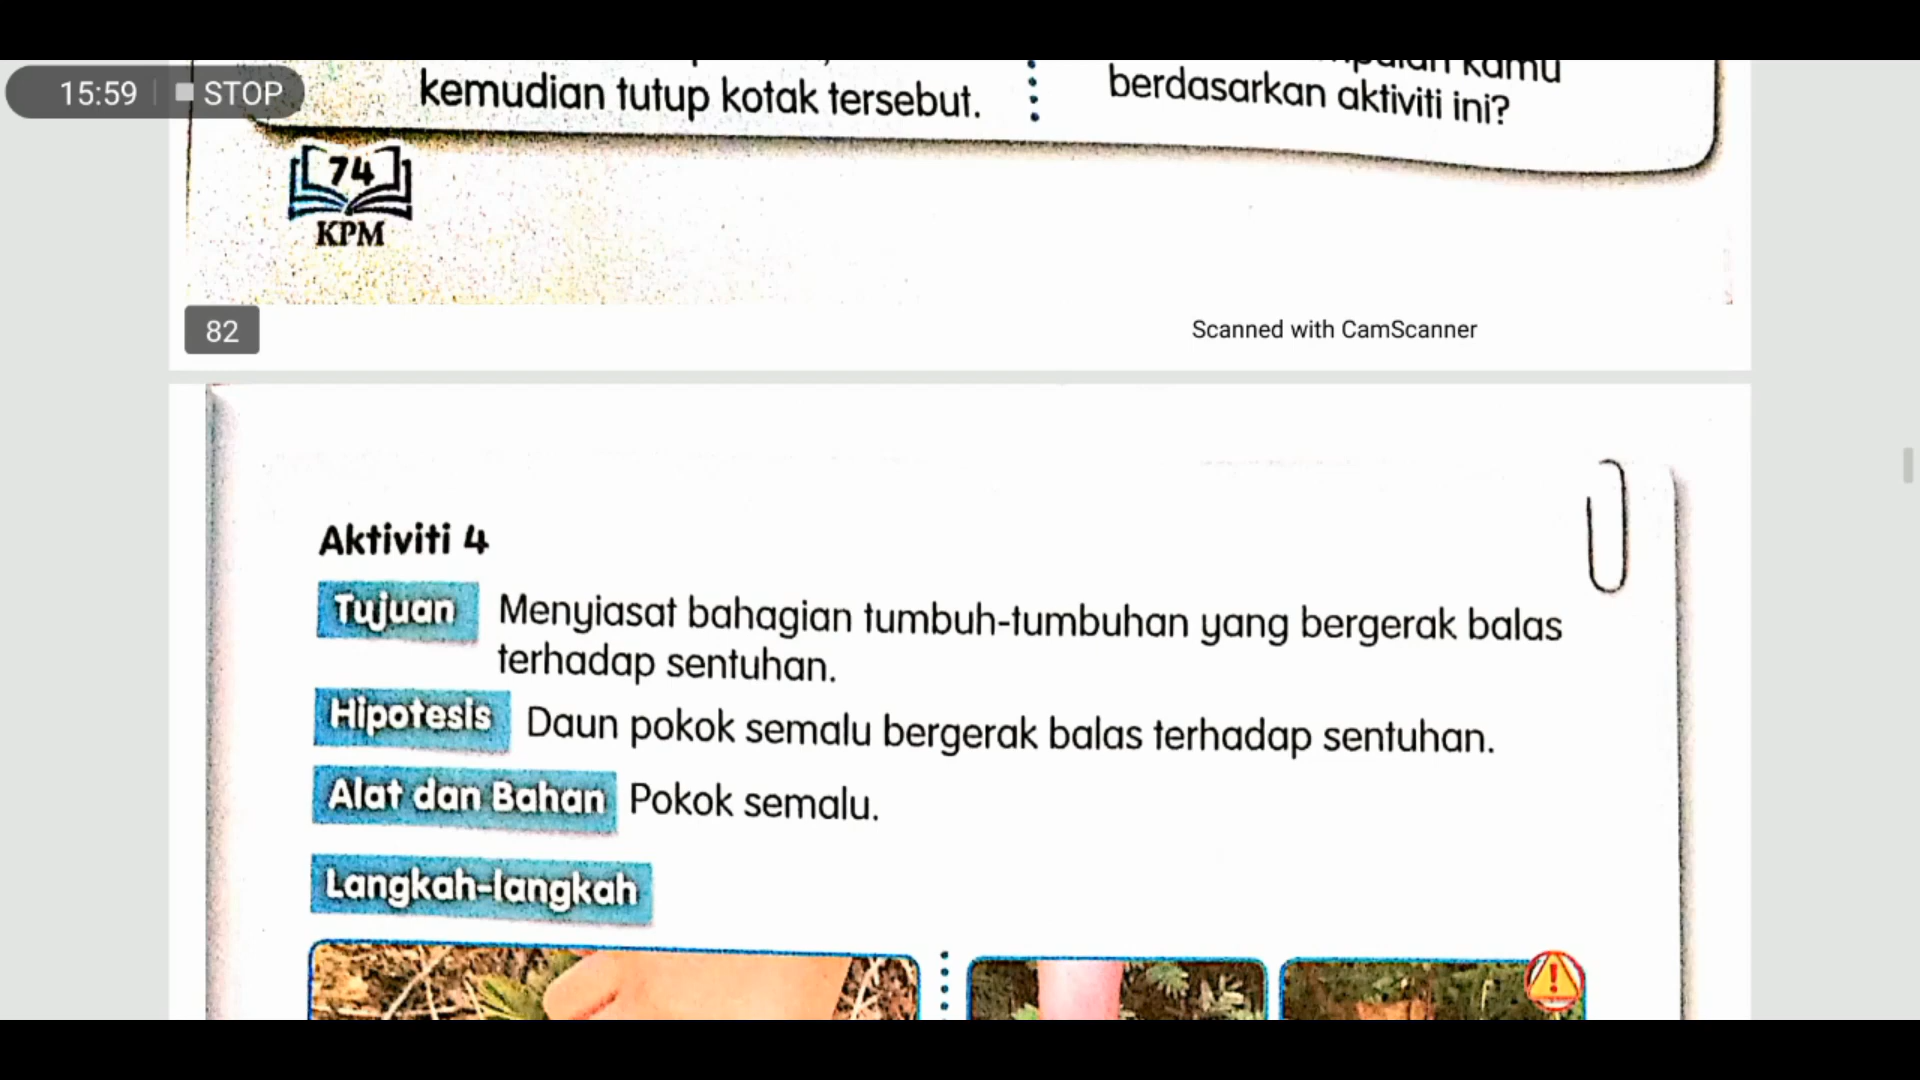 15:59 STOP
kemudian tutup kotak tersebut.
kamu
berdasarkan aktiviti ini?
74
KPM
82
Scanned with CamScanner
Aktiviti 4
Tujuan Menyiasat bahagian tumbuh-tumbuhan yang bergerak balas
terhadap sentuhan.
Hipotesis Daun pokok semalu bergerak balas terhadap sentuhan.
Alat dan Bahan Pokok semalu.
Langkah-langkah